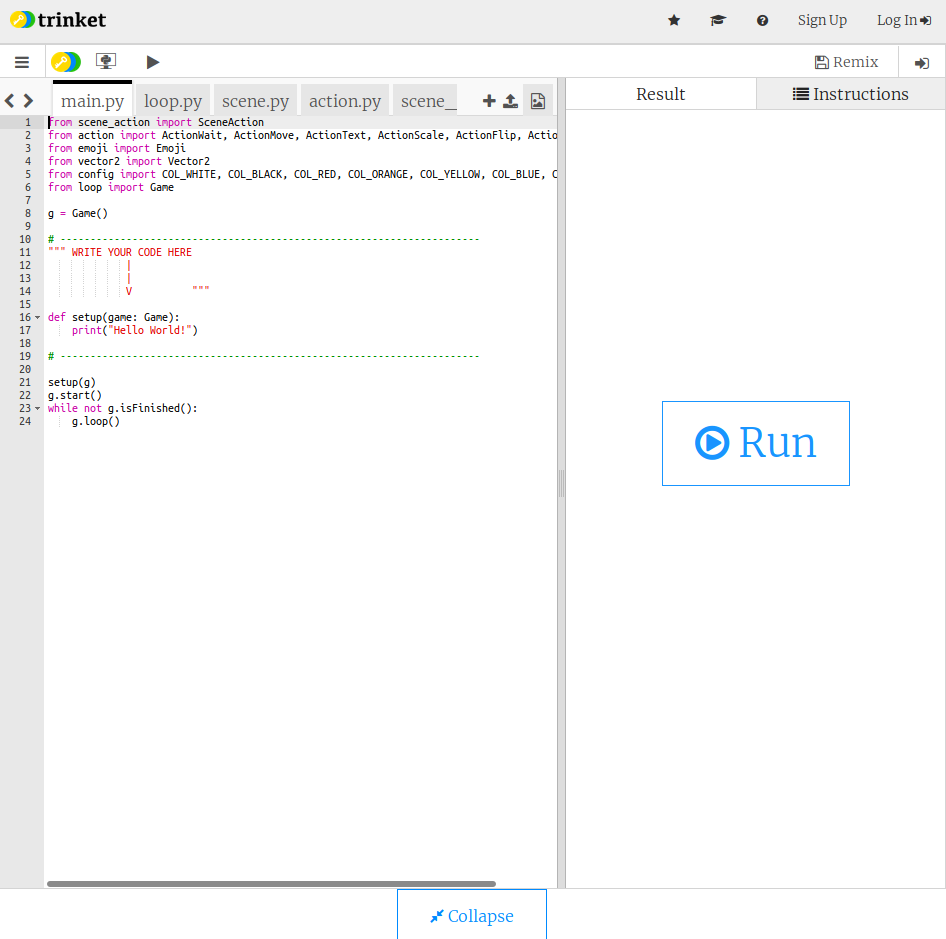 trinket
Sign Up
Log In
Remix
main.py
loop.py
scene.py
action.py
scene_
Result
Instructions
1 from scene_action import SceneAction
2 from action import ActionWait, ActionMove, ActionText, ActionScale, ActionFlip, Actio
3 from emoji import Emoji
4 from vector2 import Vector2
5 from config import COL_WHITE, COL_BLACK, COL_RED, COL_ORANGE, COL_YELLOW, COL_BLUE, C
6 from loop import Game
7
8 g = Game()
9
10 # ----------------------------------------------------------------------
11 """ WRITE YOUR CODE HERE
12 |
13 |
14 V """
15
16 def setup(game: Game):
17 print("Hello World!")
18
19 # ----------------------------------------------------------------------
20
21 setup(g)
22 g.start()
23 while not g.isFinished():
24 g.loop()
Run
Collapse